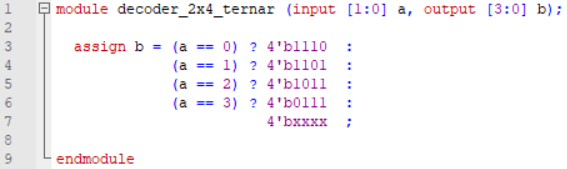 1 module decoder_2x4_ternar (input [1:0] a, output [3:0] b);
2
3 assign b = (a == 0) ? 4'b1110 :
4 (a == 1) ? 4'b1101 :
5 (a == 2) ? 4'b1011 :
6 (a == 3) ? 4'b0111 :
7 4'bxxxx ;
8
9 endmodule